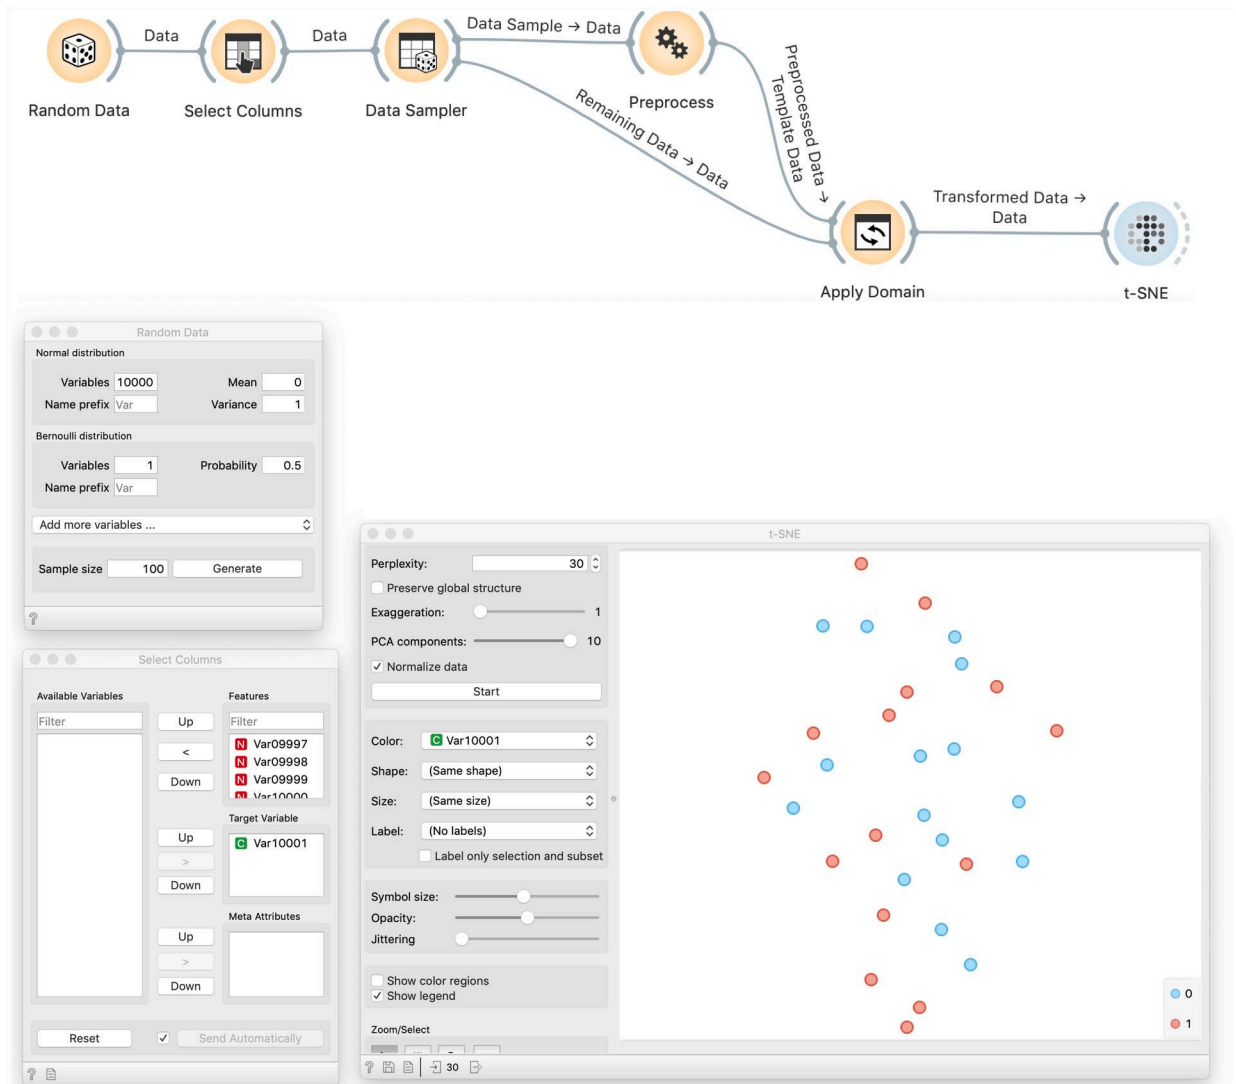 Data
Data
Data Sample → Data
Random Data
Select Columns
Data Sampler
Preprocess
Remaining Data → Data
Preprocessed Data →
Template Data
Transformed Data →
Data
Apply Domain
t-SNE
Random Data
Normal distribution
Variables 10000 Mean 0
Name prefix Var Variance 1
Bernoulli distribution
Variables 1 Probability 0.5
Name prefix Var
Add more variables ...
Sample size 100 Generate
?
Select Columns
Available Variables
Filter
Up
<
Down
Features
Filter
N Var09997
N Var09998
N Var09999
N Var10000
Up
>
Down
Target Variable
C Var10001
Up
>
Down
Meta Attributes
Reset
Send Automatically
?
t-SNE
Perplexity: 30
Preserve global structure
Exaggeration: 1
PCA components: 10
Normalize data
Start
Color: C Var10001
Shape: (Same shape)
Size: (Same size)
Label: (No labels)
Label only selection and subset
Symbol size:
Opacity:
Jittering
Show color regions
Show legend
Zoom/Select
? 30
0
1